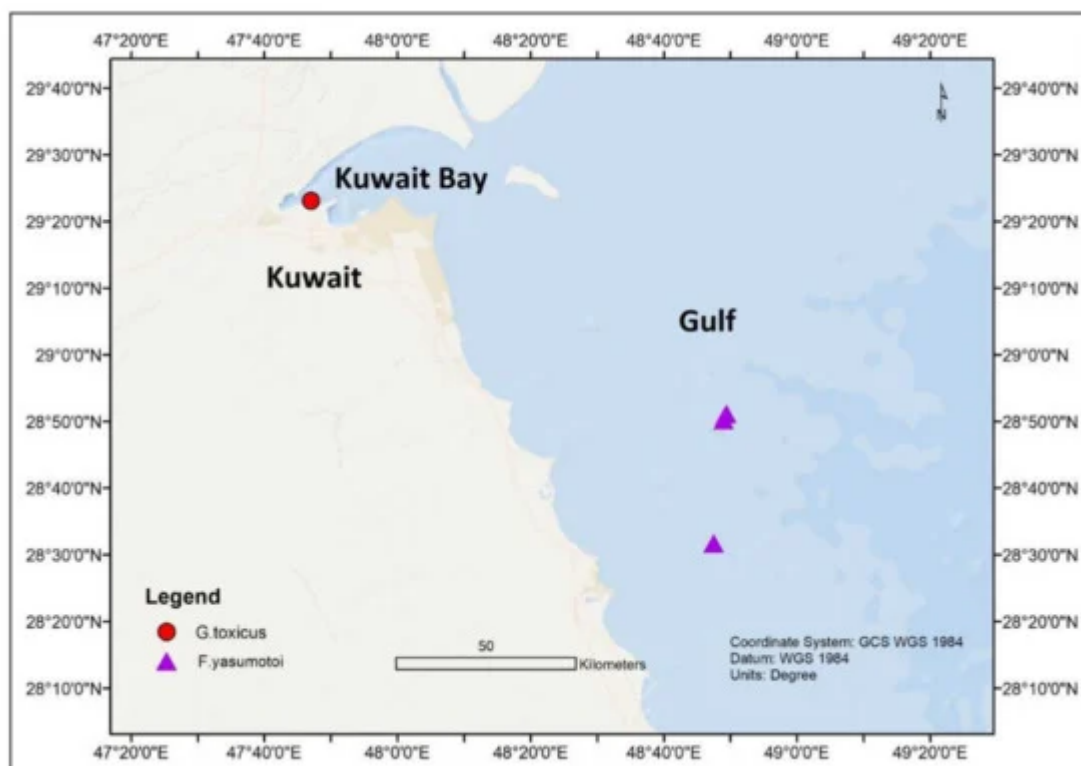 47°20'0"E 47°40'0"E 48°0'0"E 48°20'0"E 48°40'0"E 49°0'0"E 49°20'0"E
29°40'0"N 29°40'0"N
N
29°30'0"N 29°30'0"N
Kuwait Bay
29°20'0"N 29°20'0"N
Kuwait
29°10'0"N 29°10'0"N
Gulf
29°0'0"N 29°0'0"N
28°50'0"N 28°50'0"N
28°40'0"N 28°40'0"N
28°30'0"N 28°30'0"N
Legend
28°20'0"N 28°20'0"N
G.toxicus
F.yasumotoi
50
Kilometers
Coordinate System: GCS WGS 1984
Datum: WGS 1984
Units: Degree
28°10'0"N 28°10'0"N
47°20'0"E 47°40'0"E 48°0'0"E 48°20'0"E 48°40'0"E 49°0'0"E 49°20'0"E